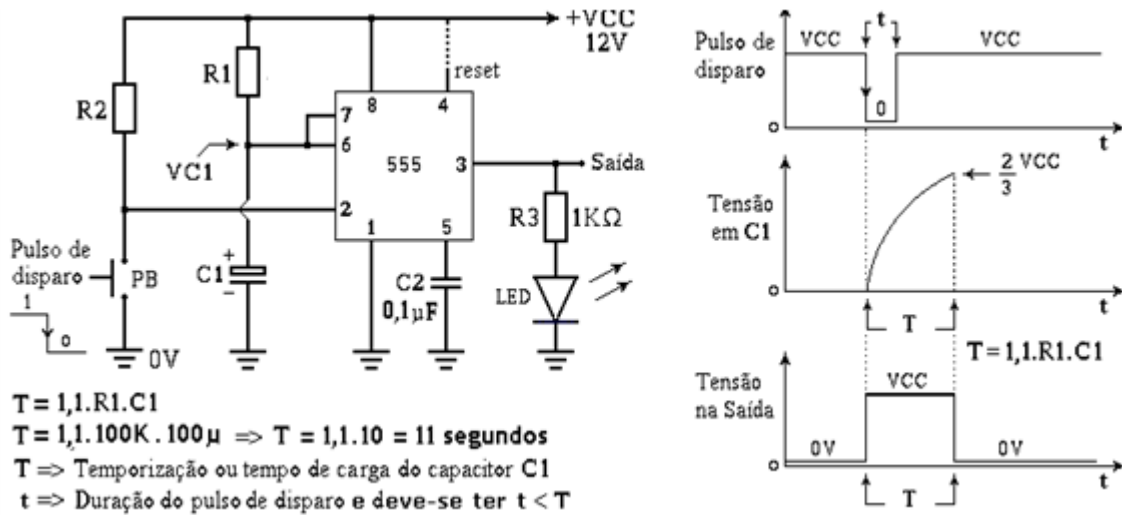 +VCC
12V
R1
reset
R2
8
4
7
6
VC1
555
3
Saída
2
R3
1KΩ
1
5
Pulso de
disparo
PB
+
C1
−
C2
0,1µF
LED
1
0
0V
T = 1,1.R1.C1
T = 1,1.100K.100µ => T = 1,1.10 = 11 segundos
T => Temporização ou tempo de carga do capacitor C1
t => Duração do pulso de disparo e deve-se ter t < T
t
Pulso de
disparo
VCC
VCC
0
0
t
2/3 VCC
Tensão
em C1
0
t
T
T = 1,1.R1.C1
Tensão
na Saída
VCC
0V
0V
0
t
T